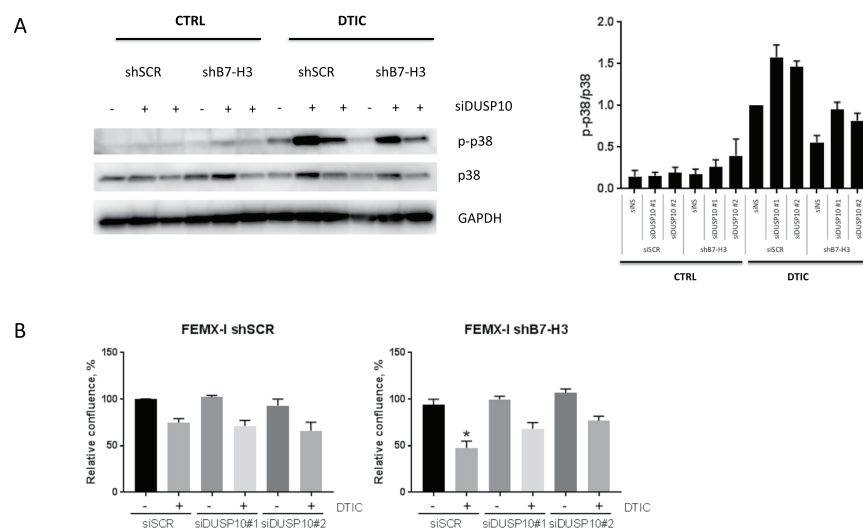 A
CTRL DTIC
shSCR shB7-H3 shSCR shB7-H3
- + + - + + - + + - + + siDUSP10
p-p38
p38
GAPDH
p-p38/p38
2.0
1.5
1.0
0.5
0.0
siNS siDUSP10 #1 siDUSP10 #2 siNS siDUSP10 #1 siDUSP10 #2 siNS siDUSP10 #1 siDUSP10 #2 siNS siDUSP10 #1 siDUSP10 #2
siSCR shB7-H3 siSCR shB7-H3
CTRL DTIC
B
FEMX-I shSCR
Relative confluence, %
150
100
50
0
- + - + - + DTIC
siSCR siDUSP10#1 siDUSP10#2
FEMX-I shB7-H3
Relative confluence, %
150
100
50
0
*
- + - + - + DTIC
siSCR siDUSP10#1 siDUSP10#2